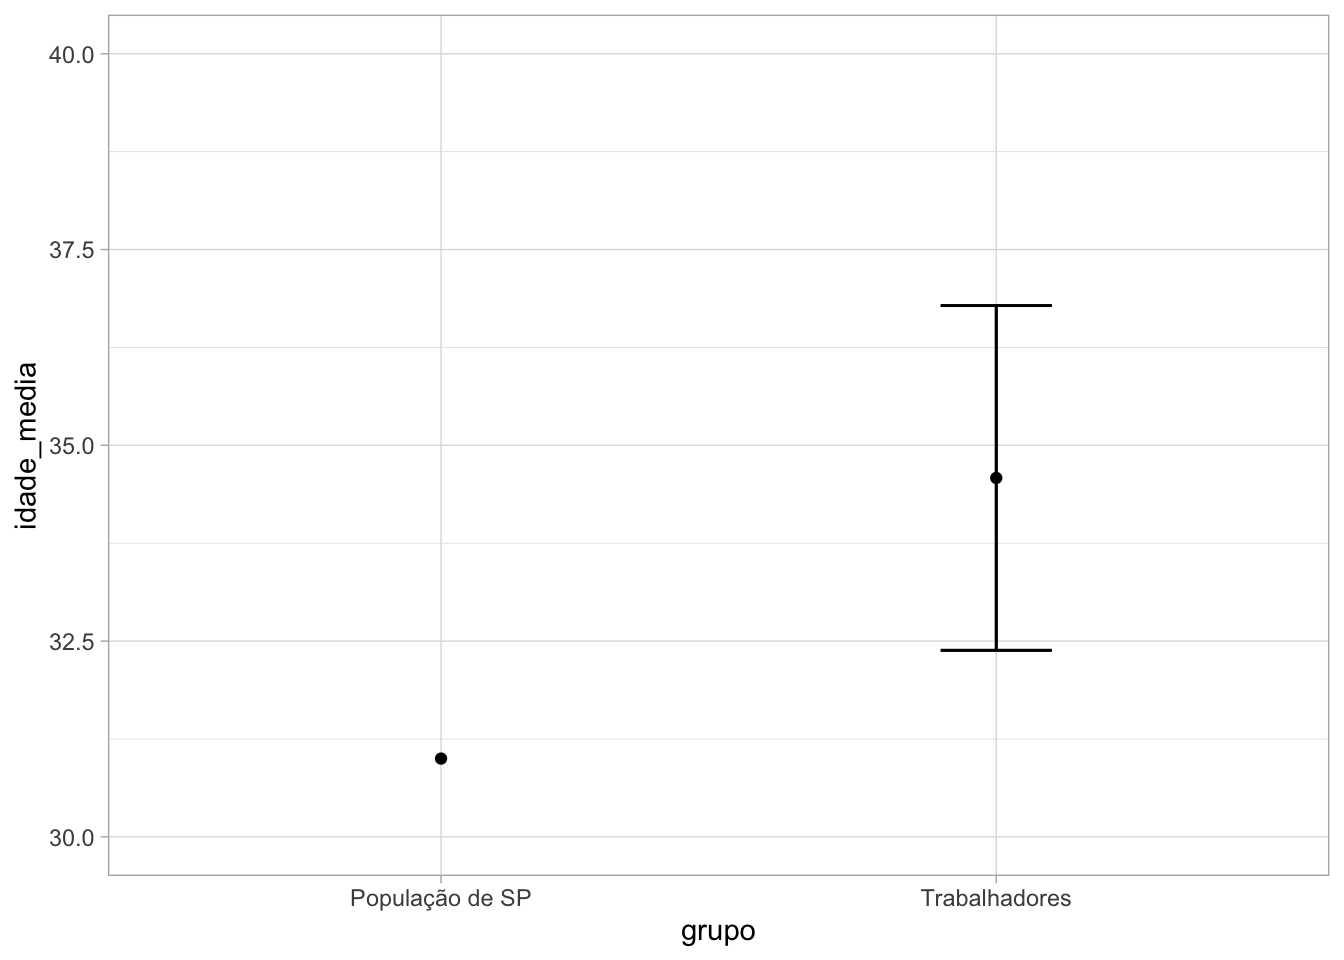 40.0
37.5
35.0
32.5
30.0
idade_media
População de SP
Trabalhadores
grupo